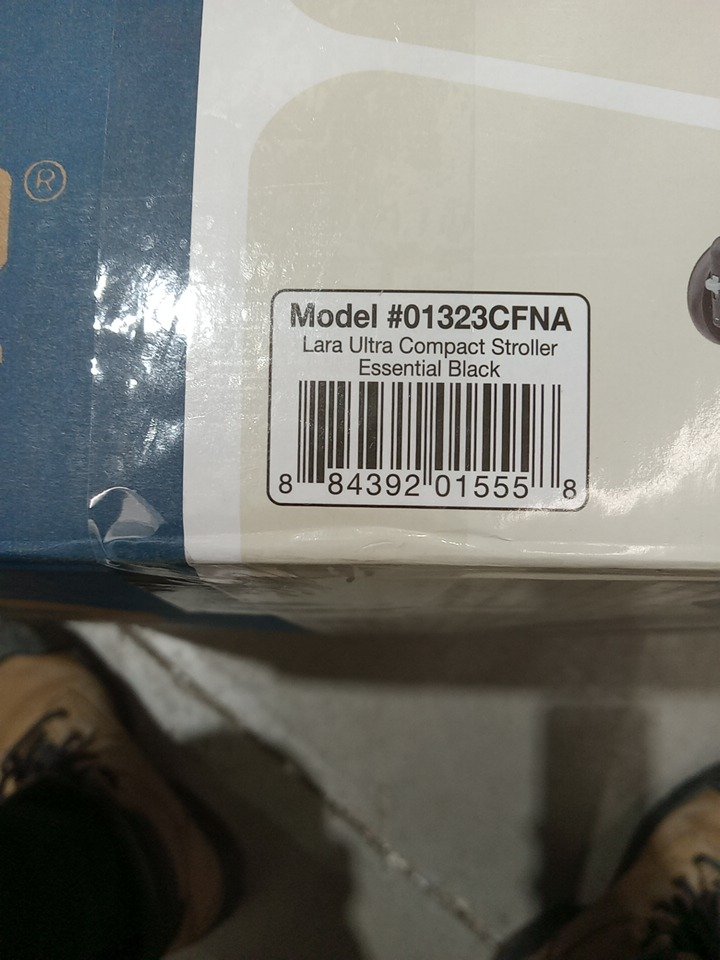 ®
Model #01323CFNA
Lara Ultra Compact Stroller
Essential Black
8 84392 01555 8